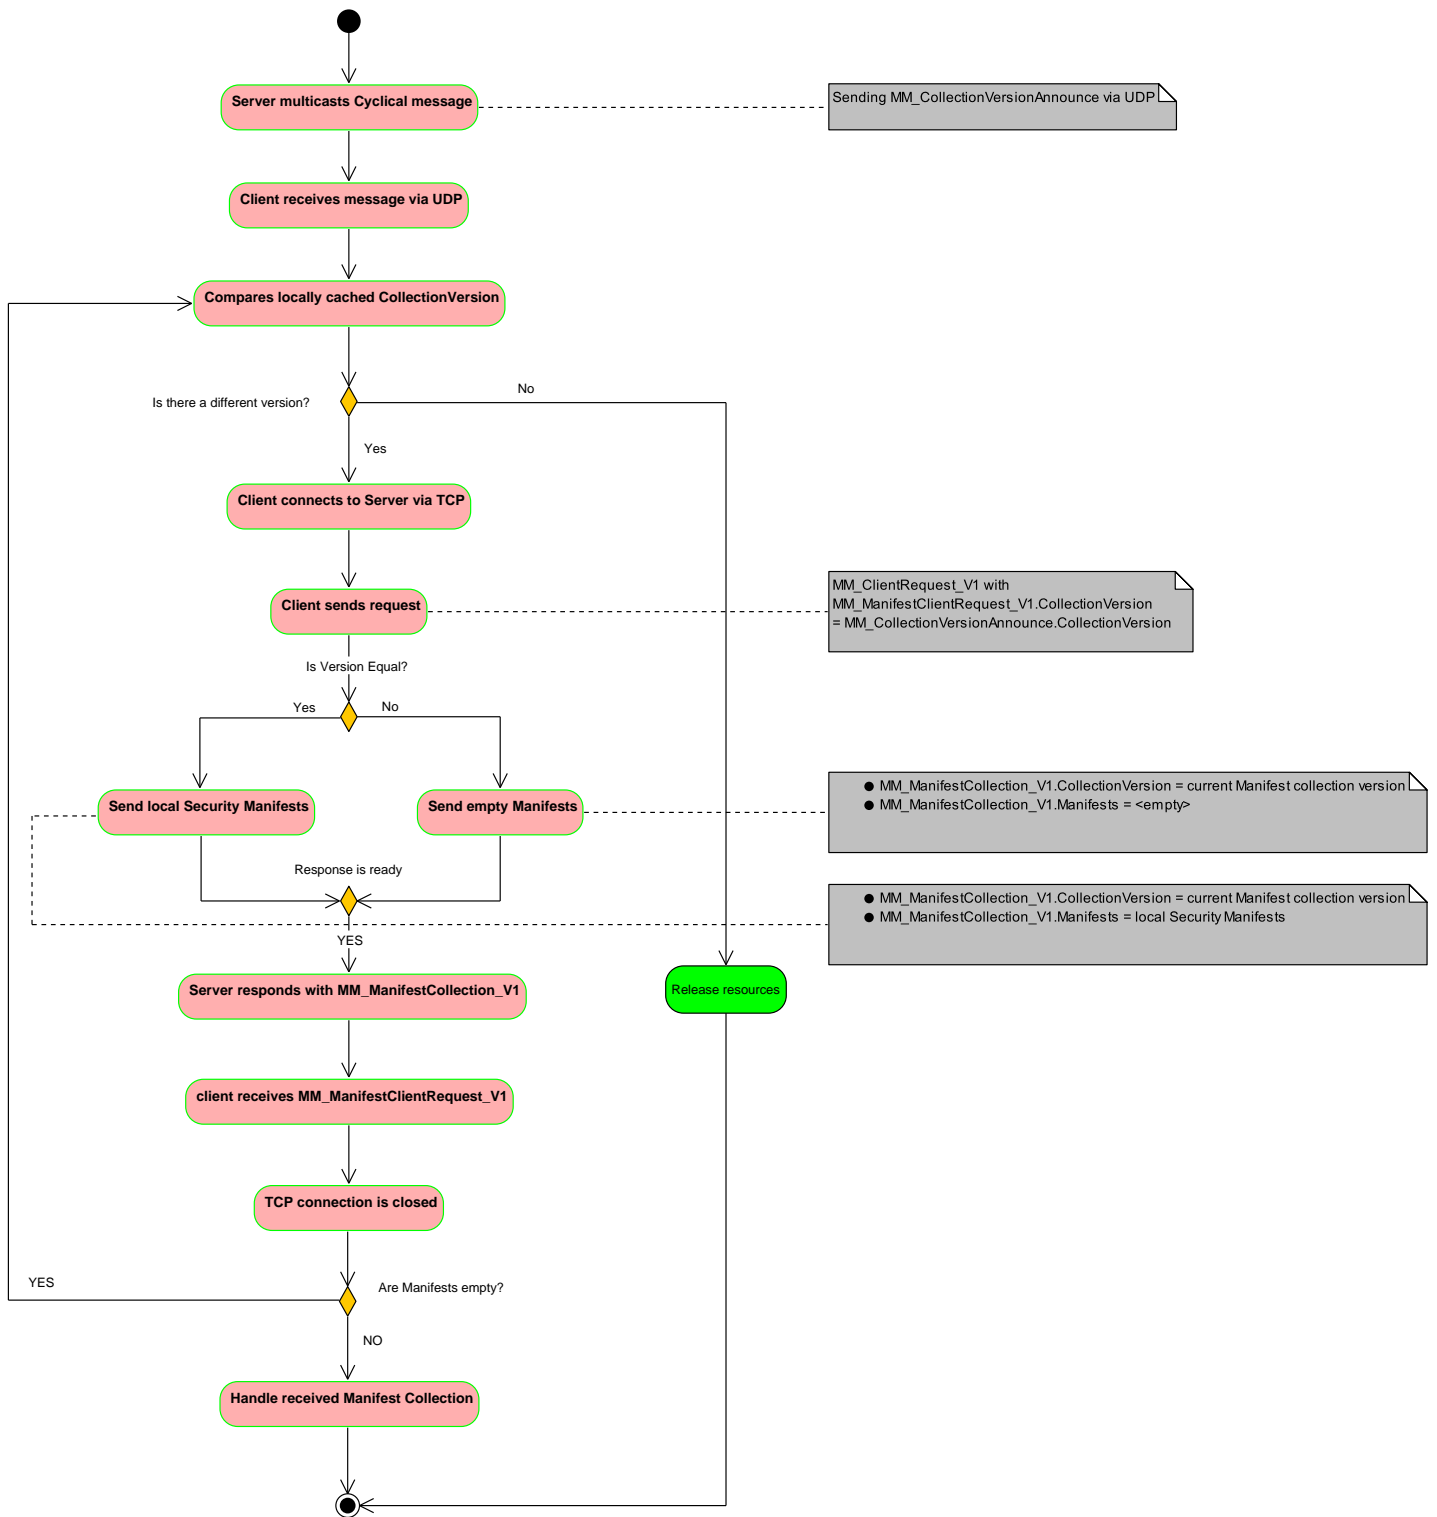 Server multicasts Cyclical message
Sending MM_CollectionVersionAnnounce via UDP
Client receives message via UDP
Compares locally cached CollectionVersion
No
Is there a different version?
Yes
Client connects to Server via TCP
Client sends request
MM_ClientRequest_V1 with
MM_ManifestClientRequest_V1.CollectionVersion
= MM_CollectionVersionAnnounce.CollectionVersion
Is Version Equal?
Yes
No
Send local Security Manifests
Send empty Manifests
● MM_ManifestCollection_V1.CollectionVersion = current Manifest collection version
● MM_ManifestCollection_V1.Manifests = <empty>
Response is ready
● MM_ManifestCollection_V1.CollectionVersion = current Manifest collection version
● MM_ManifestCollection_V1.Manifests = local Security Manifests
YES
Server responds with MM_ManifestCollection_V1
Release resources
client receives MM_ManifestClientRequest_V1
TCP connection is closed
YES
Are Manifests empty?
NO
Handle received Manifest Collection